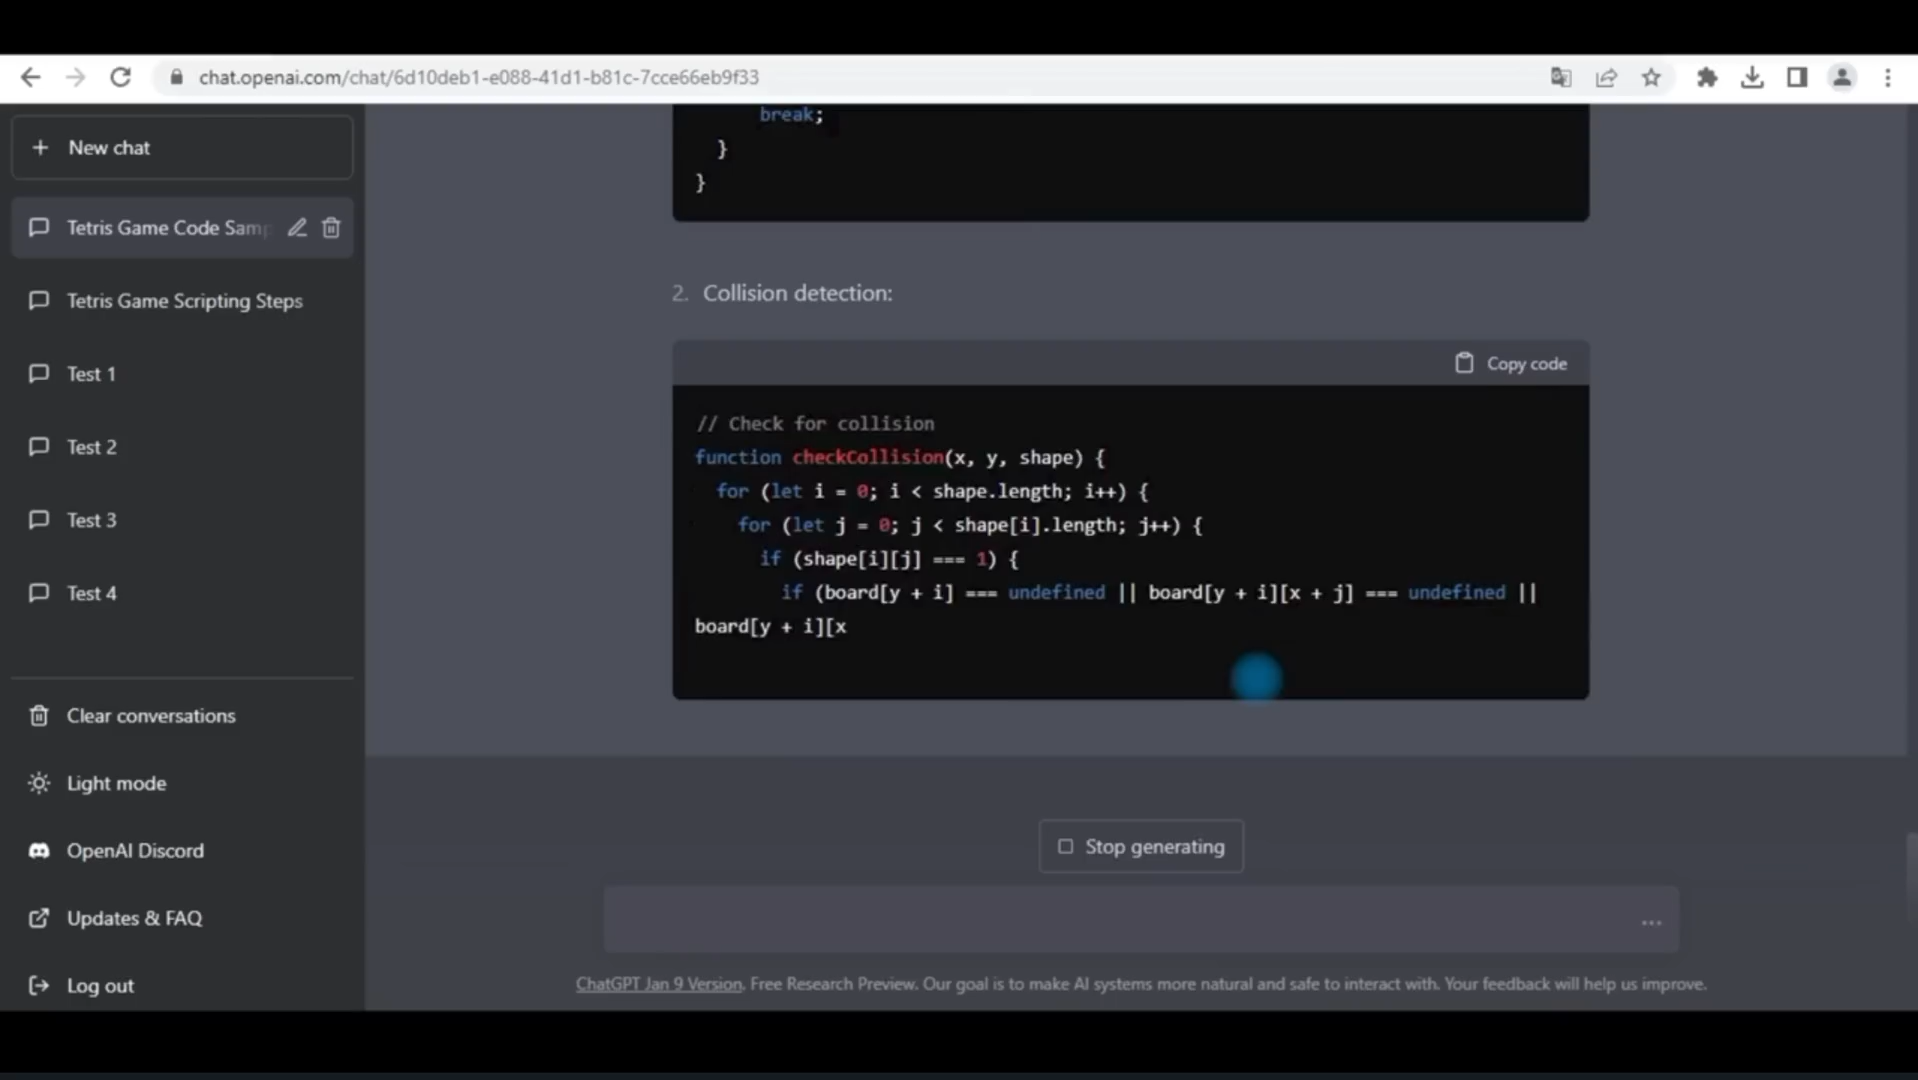 chat.openai.com/chat/6d10deb1-e088-41d1-b81c-7cce66eb9f33
New chat
Tetris Game Code Samp
Tetris Game Scripting Steps
Test 1
Test 2
Test 3
Test 4
Clear conversations
Light mode
OpenAI Discord
Updates & FAQ
Log out
break;
}
}
2. Collision detection:
Copy code
// Check for collision
function checkCollision(x, y, shape) {
for (let i = 0; i < shape.length; i++) {
for (let j = 0; j < shape[i].length; j++) {
if (shape[i][j] === 1) {
if (board[y + i] === undefined || board[y + i][x + j] === undefined ||
board[y + i][x
Stop generating
ChatGPT Jan 9 Version. Free Research Preview. Our goal is to make AI systems more natural and safe to interact with. Your feedback will help us improve.